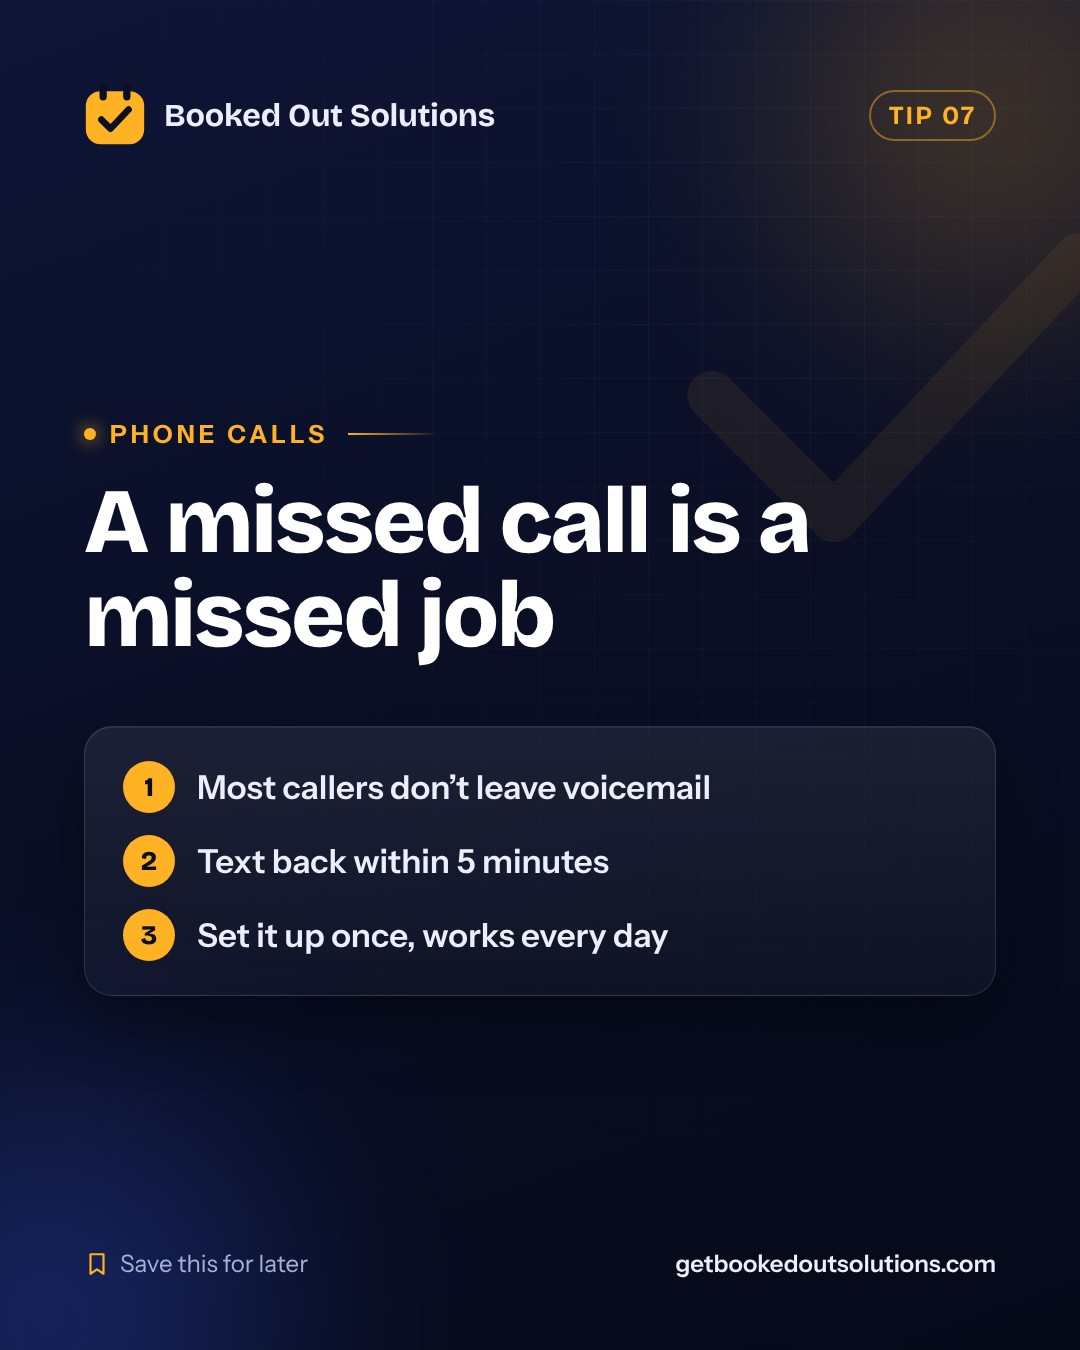 Booked Out Solutions
TIP 07
PHONE CALLS
A missed call is a
missed job
1 Most callers don’t leave voicemail
2 Text back within 5 minutes
3 Set it up once, works every day
Save this for later
getbookedoutsolutions.com